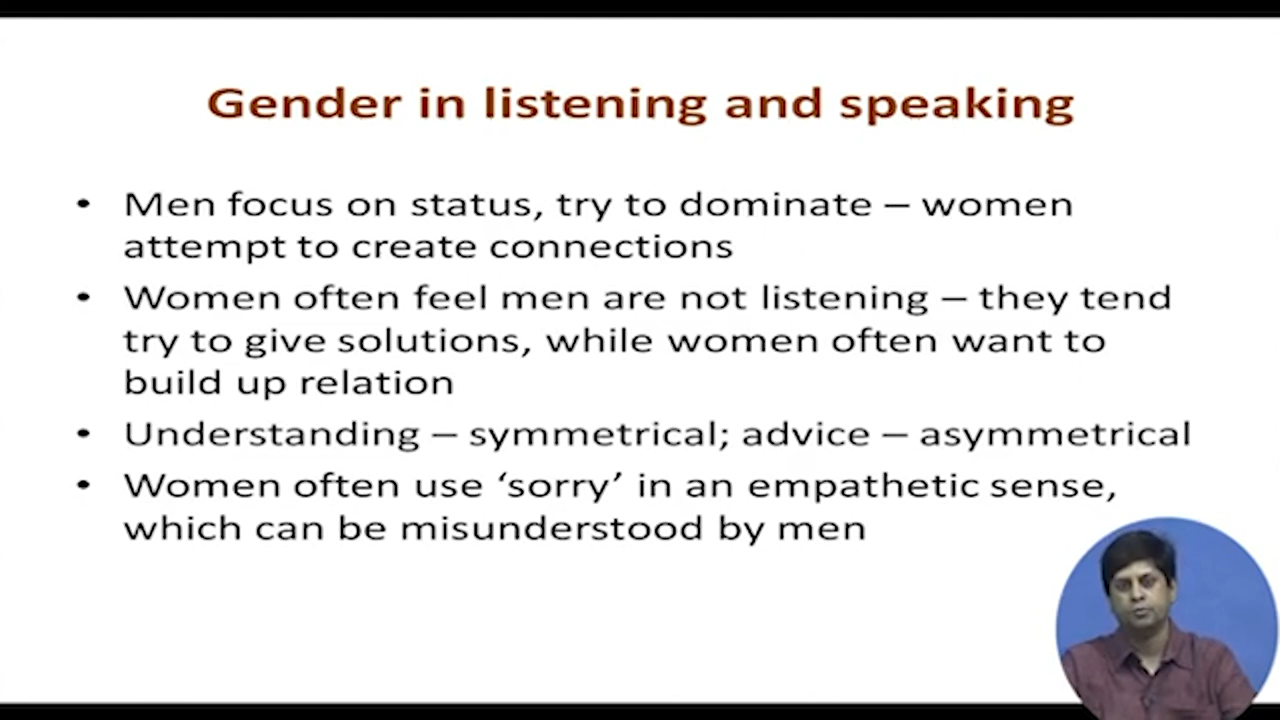 Gender in listening and speaking
• Men focus on status, try to dominate – women
attempt to create connections
• Women often feel men are not listening – they tend
try to give solutions, while women often want to
build up relation
• Understanding – symmetrical; advice – asymmetrical
• Women often use ‘sorry’ in an empathetic sense,
which can be misunderstood by men